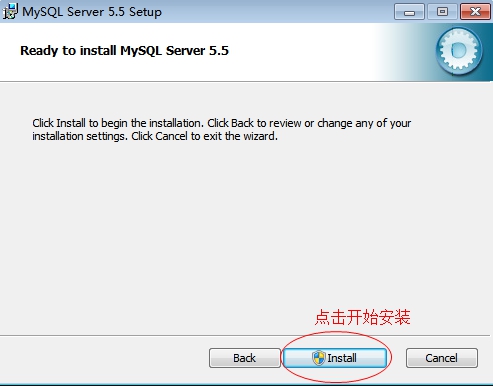 MySQL Server 5.5 Setup
Ready to install MySQL Server 5.5
Click Install to begin the installation. Click Back to review or change any of your
installation settings. Click Cancel to exit the wizard.
点击开始安装
Back
Install
Cancel